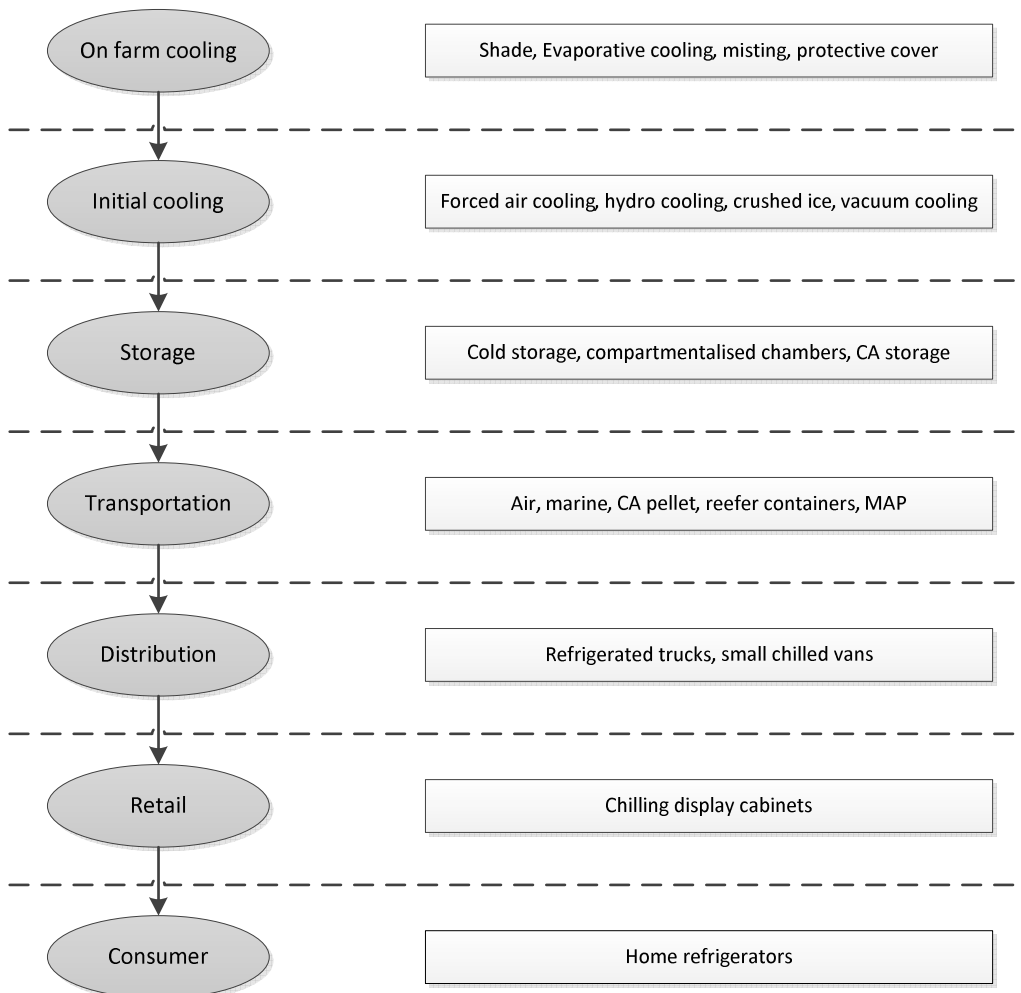 On farm cooling
Shade, Evaporative cooling, misting, protective cover
Initial cooling
Forced air cooling, hydro cooling, crushed ice, vacuum cooling
Storage
Cold storage, compartmentalised chambers, CA storage
Transportation
Air, marine, CA pellet, reefer containers, MAP
Distribution
Refrigerated trucks, small chilled vans
Retail
Chilling display cabinets
Consumer
Home refrigerators